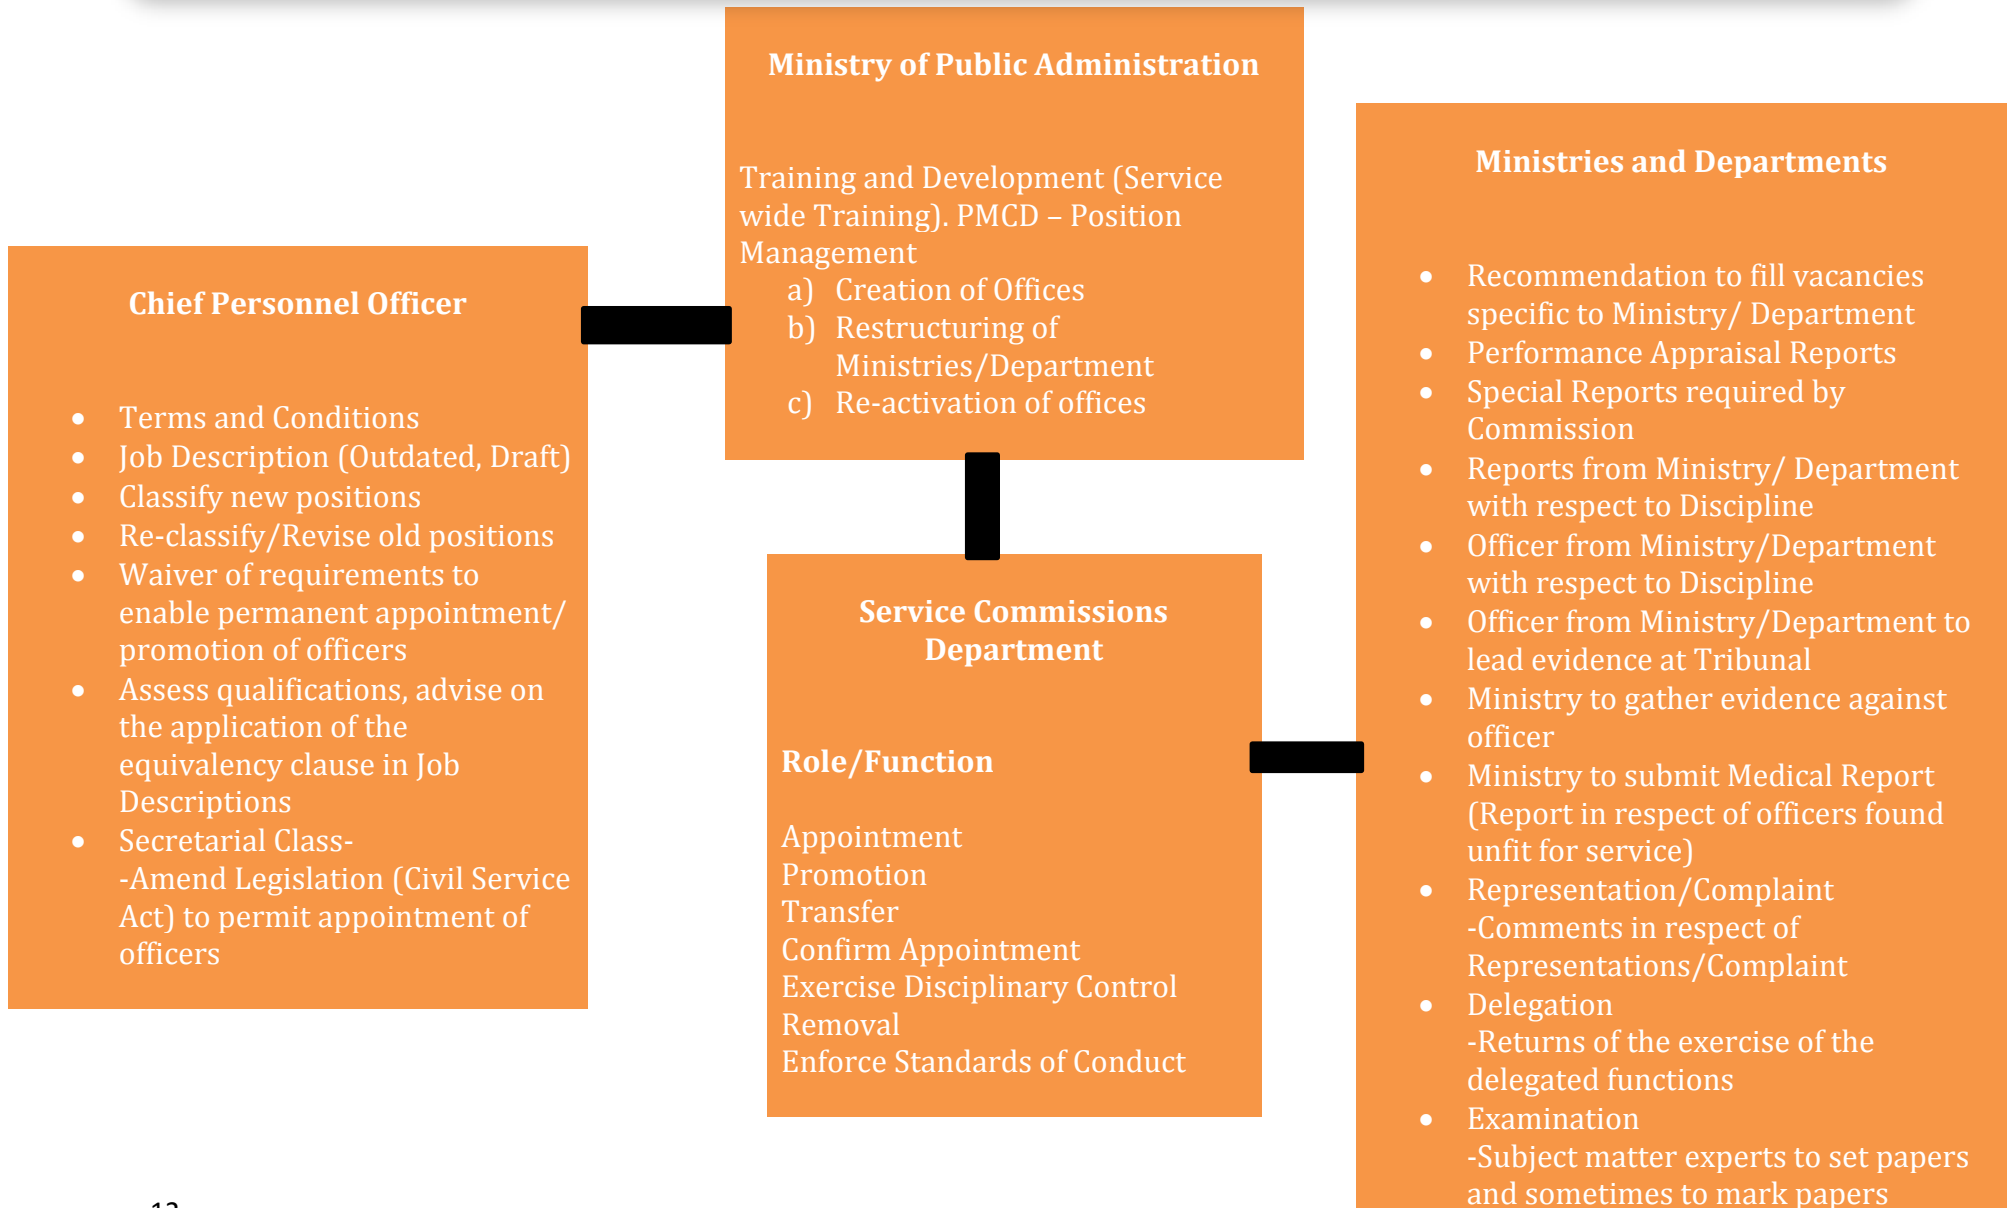 Ministry of Public Administration
Training and Development (Service
wide Training). PMCD – Position
Management
a) Creation of Offices
b) Restructuring of
Ministries/Department
c) Re-activation of offices
Chief Personnel Officer
• Terms and Conditions
• Job Description (Outdated, Draft)
• Classify new positions
• Re-classify/Revise old positions
• Waiver of requirements to
enable permanent appointment/
promotion of officers
• Assess qualifications, advise on
the application of the
equivalency clause in Job
Descriptions
• Secretarial Class-
-Amend Legislation (Civil Service
Act) to permit appointment of
officers
Service Commissions
Department
Role/Function
Appointment
Promotion
Transfer
Confirm Appointment
Exercise Disciplinary Control
Removal
Enforce Standards of Conduct
Ministries and Departments
• Recommendation to fill vacancies
specific to Ministry/ Department
• Performance Appraisal Reports
• Special Reports required by
Commission
• Reports from Ministry/ Department
with respect to Discipline
• Officer from Ministry/Department
with respect to Discipline
• Officer from Ministry/Department to
lead evidence at Tribunal
• Ministry to gather evidence against
officer
• Ministry to submit Medical Report
(Report in respect of officers found
unfit for service)
• Representation/Complaint
-Comments in respect of
Representations/Complaint
• Delegation
-Returns of the exercise of the
delegated functions
• Examination
-Subject matter experts to set papers
and sometimes to mark papers